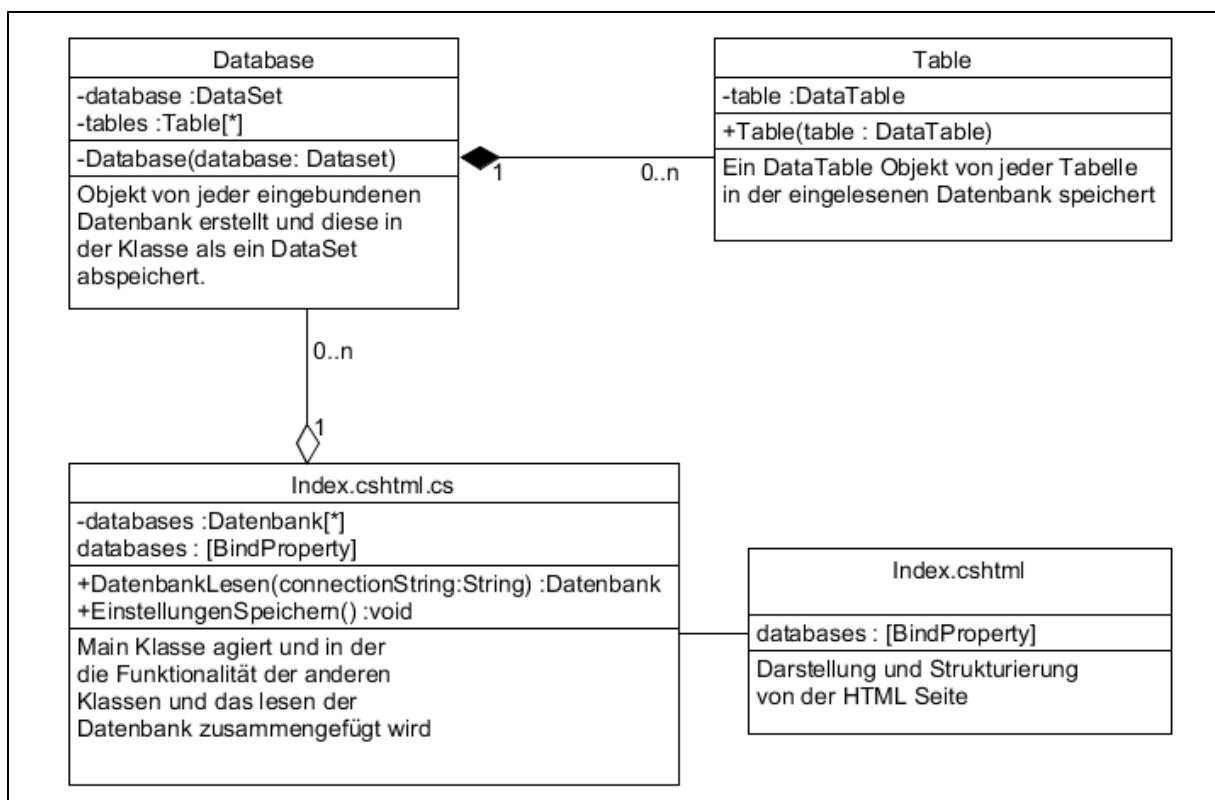 Database
-database :DataSet
-tables :Table[*]
-Database(database: Dataset)
Objekt von jeder eingebundenen
Datenbank erstellt und diese in
der Klasse als ein DataSet
abspeichert.
1
0..n
Table
-table :DataTable
+Table(table : DataTable)
Ein DataTable Objekt von jeder Tabelle
in der eingelesenen Datenbank speichert
0..n
1
Index.cshtml.cs
-databases :Datenbank[*]
databases : [BindProperty]
+DatenbankLesen(connectionString:String) :Datenbank
+EinstellungenSpeichern() :void
Main Klasse agiert und in der
die Funktionalität der anderen
Klassen und das lesen der
Datenbank zusammengefügt wird
Index.cshtml
databases : [BindProperty]
Darstellung und Strukturierung
von der HTML Seite